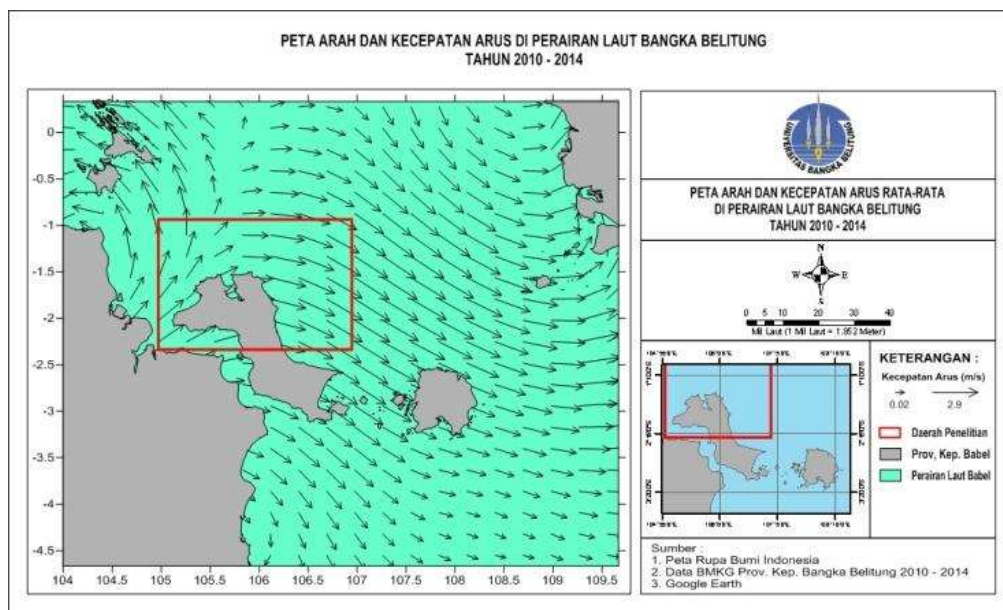 PETA ARAH DAN KECEPATAN ARUS DI PERAIRAN LAUT BANGKA BELITUNG
TAHUN 2010 - 2014
0
-0.5
-1
-1.5
-2
-2.5
-3
-3.5
-4
-4.5
104 104.5 105 105.5 106 106.5 107 107.5 108 108.5 109 109.5
UNIVERSITAS BANGKA BELITUNG
PETA ARAH DAN KECEPATAN ARUS RATA-RATA
DI PERAIRAN LAUT BANGKA BELITUNG
TAHUN 2010 - 2014
N
W E
S
0 5 10 20 30 40
Mil Laut (1 Mil Laut = 1.852 Meter)
KETERANGAN :
Kecepatan Arus (m/s)
0.02 2.9
Daerah Penelitian
Prov. Kep. Babel
Perairan Laut Babel
Sumber :
1. Peta Rupa Bumi Indonesia
2. Data BMKG Prov. Kep. Bangka Belitung 2010 - 2014
3. Google Earth